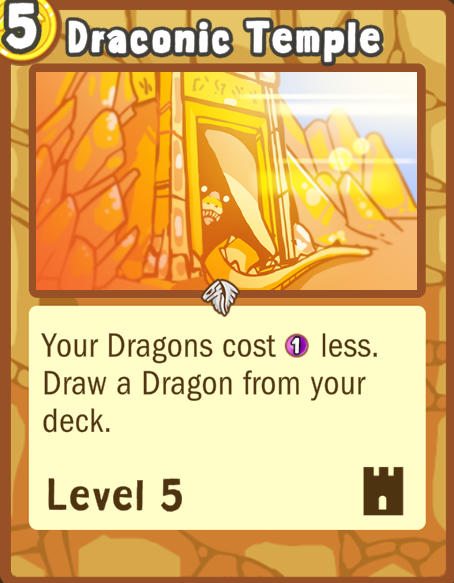 5 Draconic Temple
Your Dragons cost 1 less.
Draw a Dragon from your
deck.
Level 5